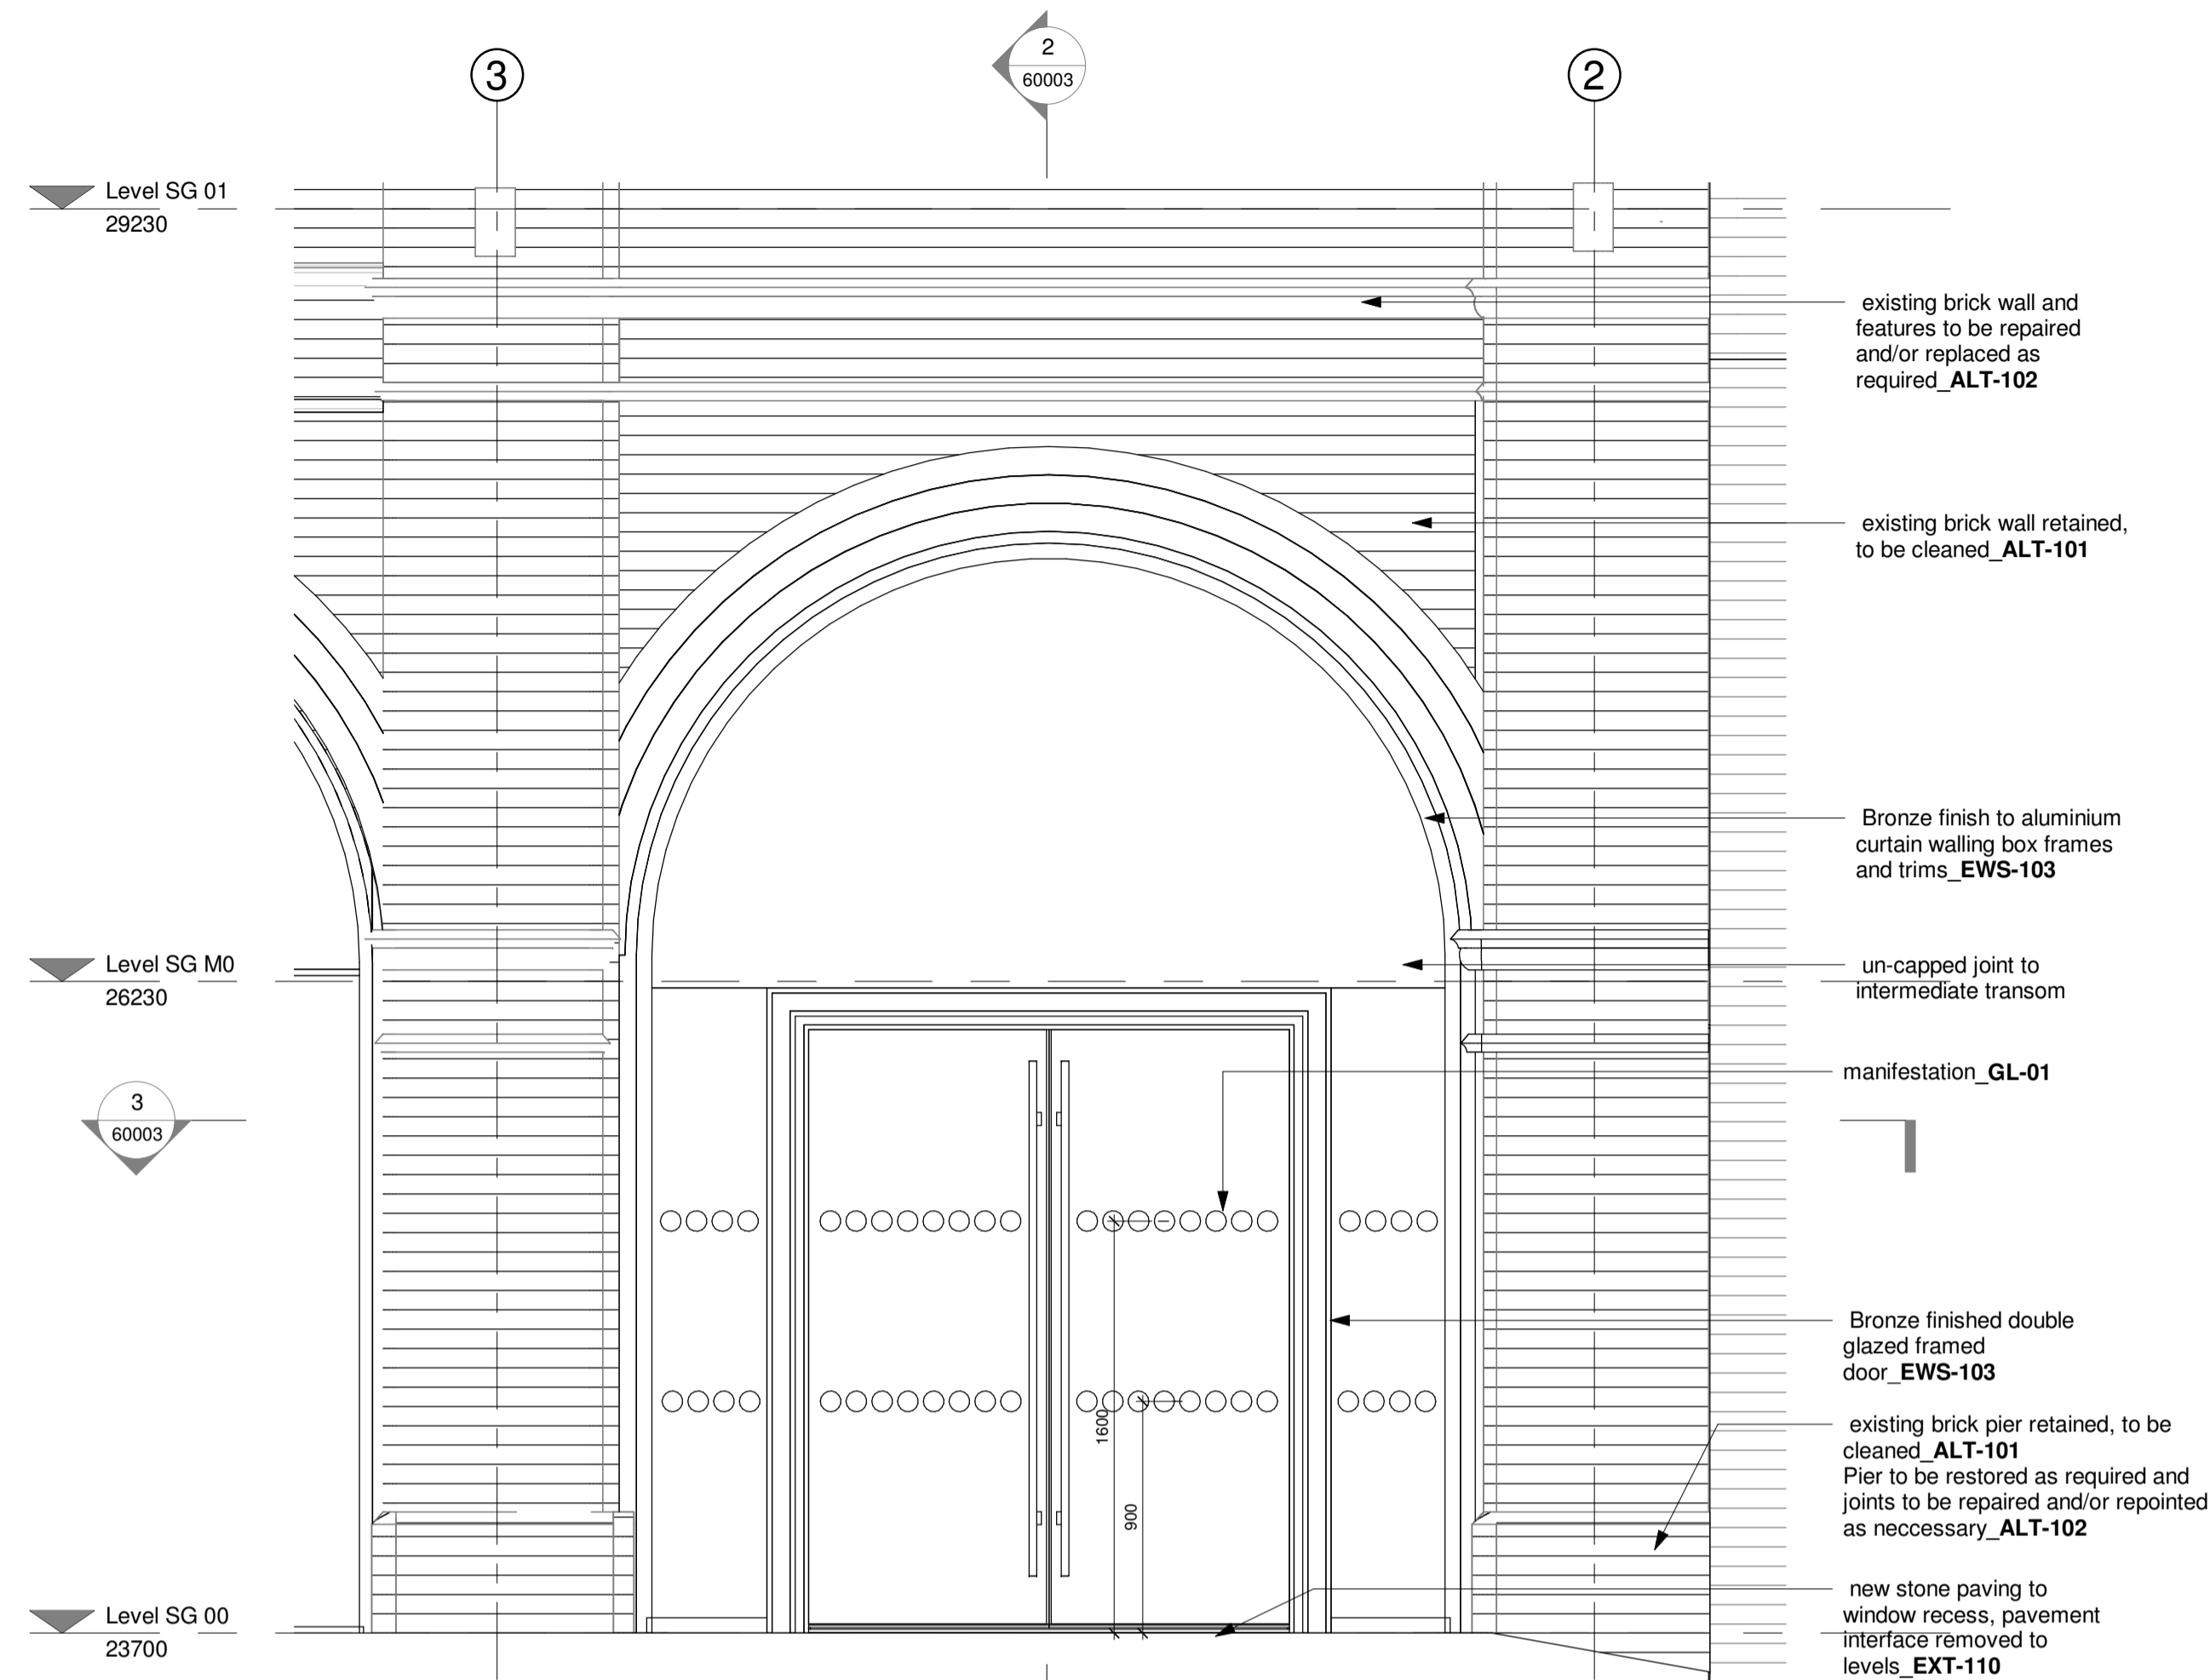 2
60003
3
2
Level SG 01
29230
existing brick wall and
features to be repaired
and/or replaced as
required_ALT-102
existing brick wall retained,
to be cleaned_ALT-101
Bronze finish to aluminium
curtain walling box frames
and trims_EWS-103
Level SG M0
26230
un-capped joint to
intermediate transom
manifestation_GL-01
3
60003
Bronze finished double
glazed framed
door_EWS-103
1600
900
existing brick pier retained, to be
cleaned_ALT-101
Pier to be restored as required and
joints to be repaired and/or repointed
as neccessary_ALT-102
Level SG 00
23700
new stone paving to
window recess, pavement
interface removed to
levels_EXT-110